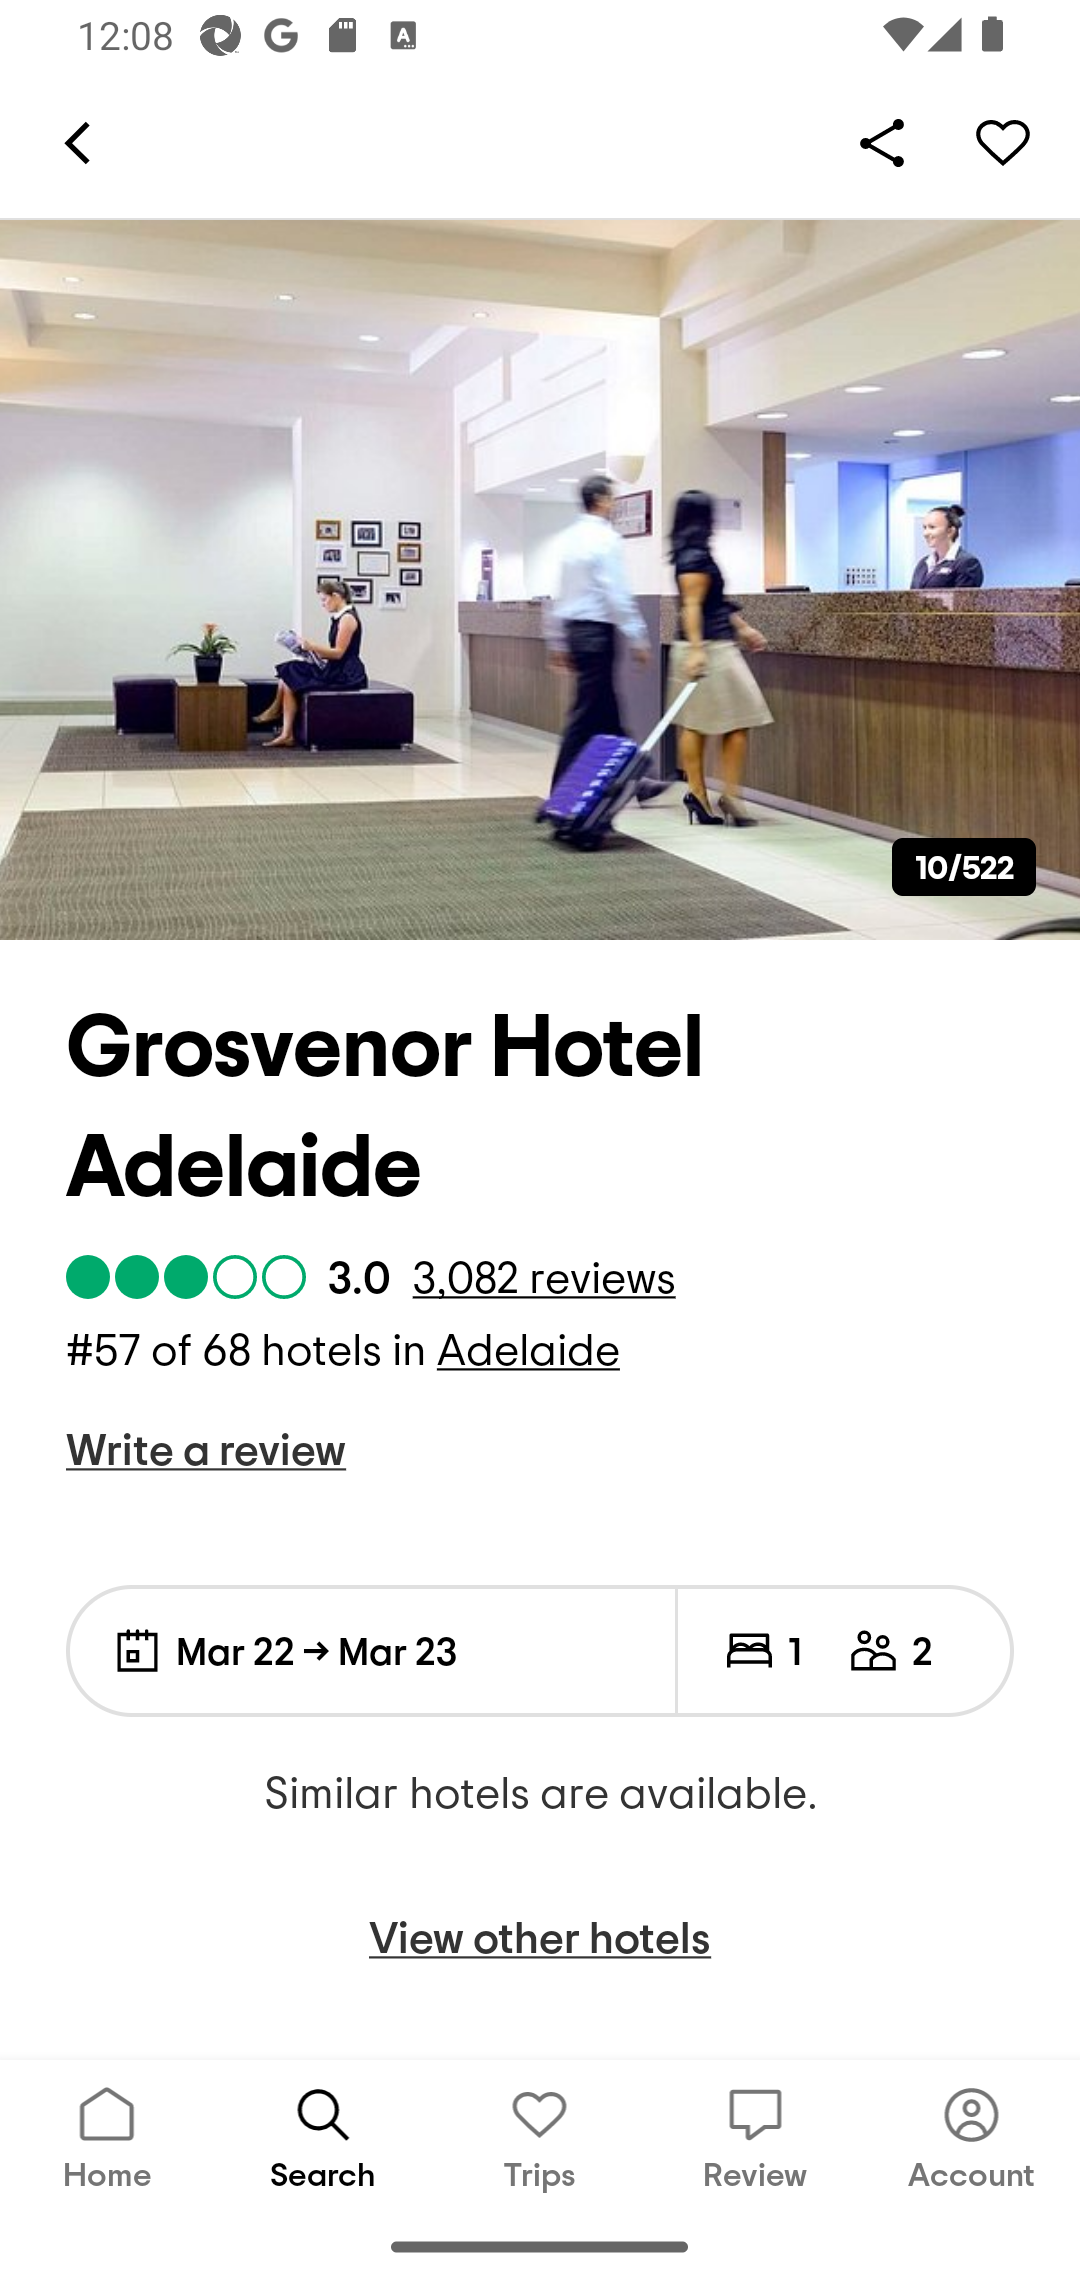 12:08
10/522
Grosvenor Hotel
Adelaide
3.0 3,082 reviews
#57 of 68 hotels in Adelaide
Write a review
Mar 22 → Mar 23 1 2
Similar hotels are available.
View other hotels
Home Search Trips Review Account